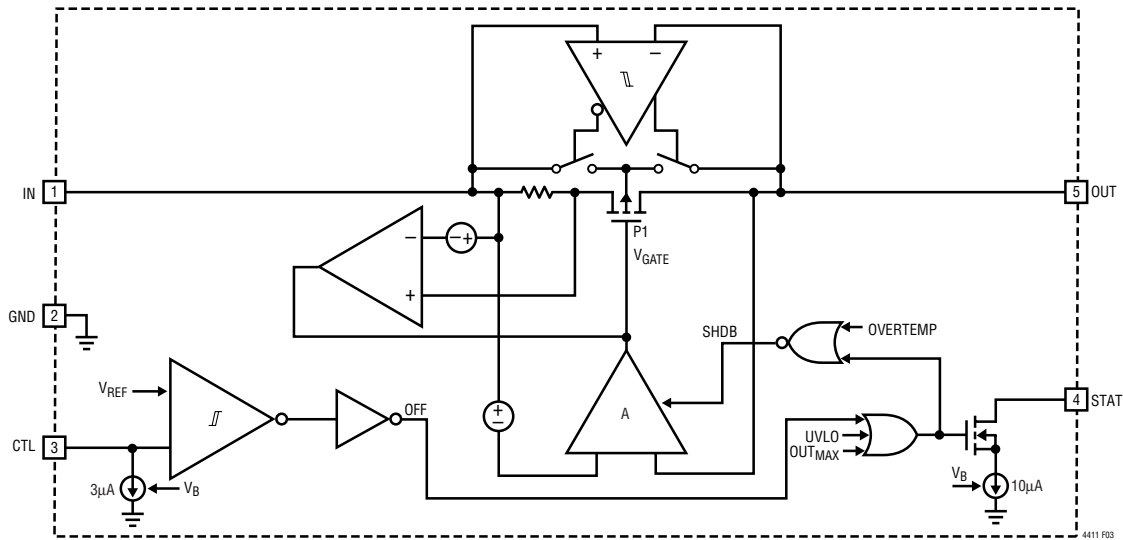 + −
IN 1
5 OUT
− − +
P1
V_GATE
+
GND 2
SHDB
OVERTEMP
V_REF
A
+
−
OFF
4 STAT
CTL 3
UVLO
OUT_MAX
3µA
V_B
V_B
10µA
4411 F03